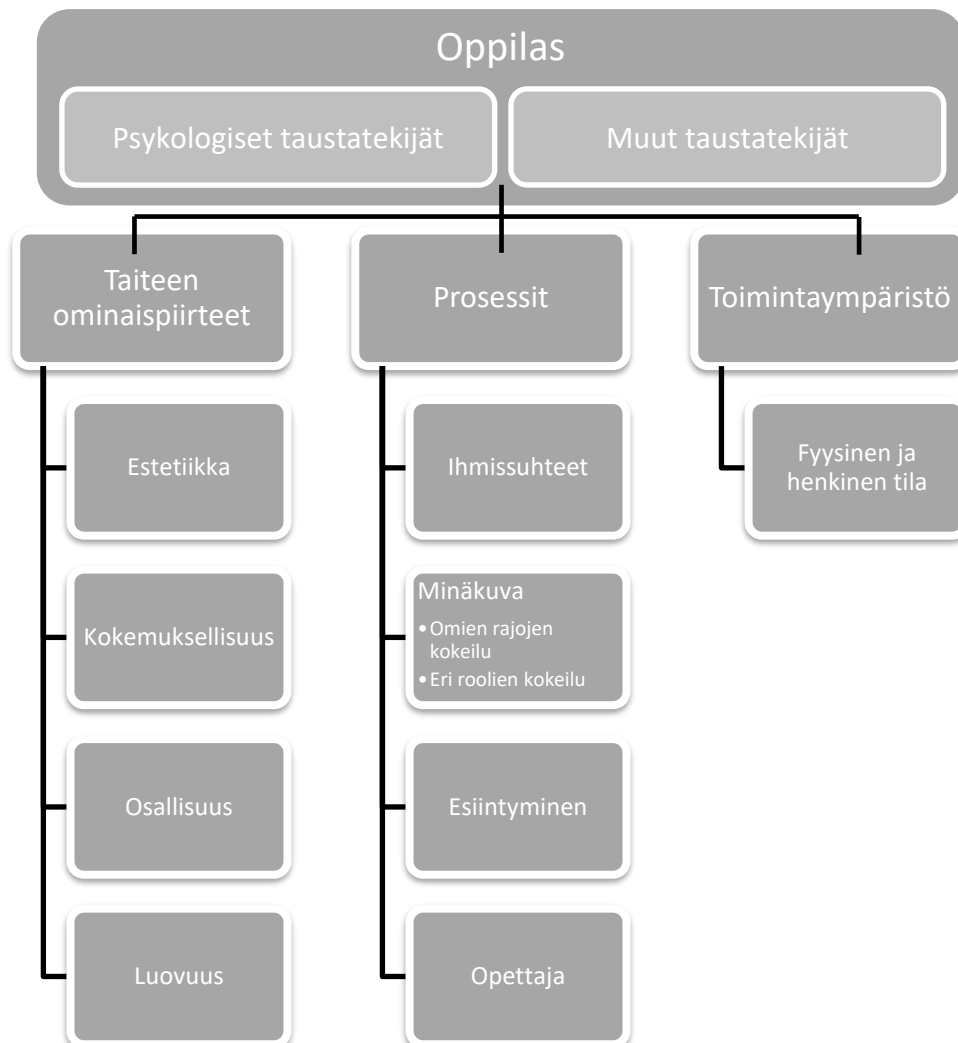 Oppilas
Psykologiset taustatekijät
Muut taustatekijät
Taiteen
ominaispiirteet
Estetiikka
Kokemuksellisuus
Osallisuus
Luovuus
Prosessit
Ihmissuhteet
Minäkuva
•Omien rajojen
kokeilu
•Eri roolien kokeilu
Esiintyminen
Opettaja
Toimintaympäristö
Fyysinen ja
henkinen tila